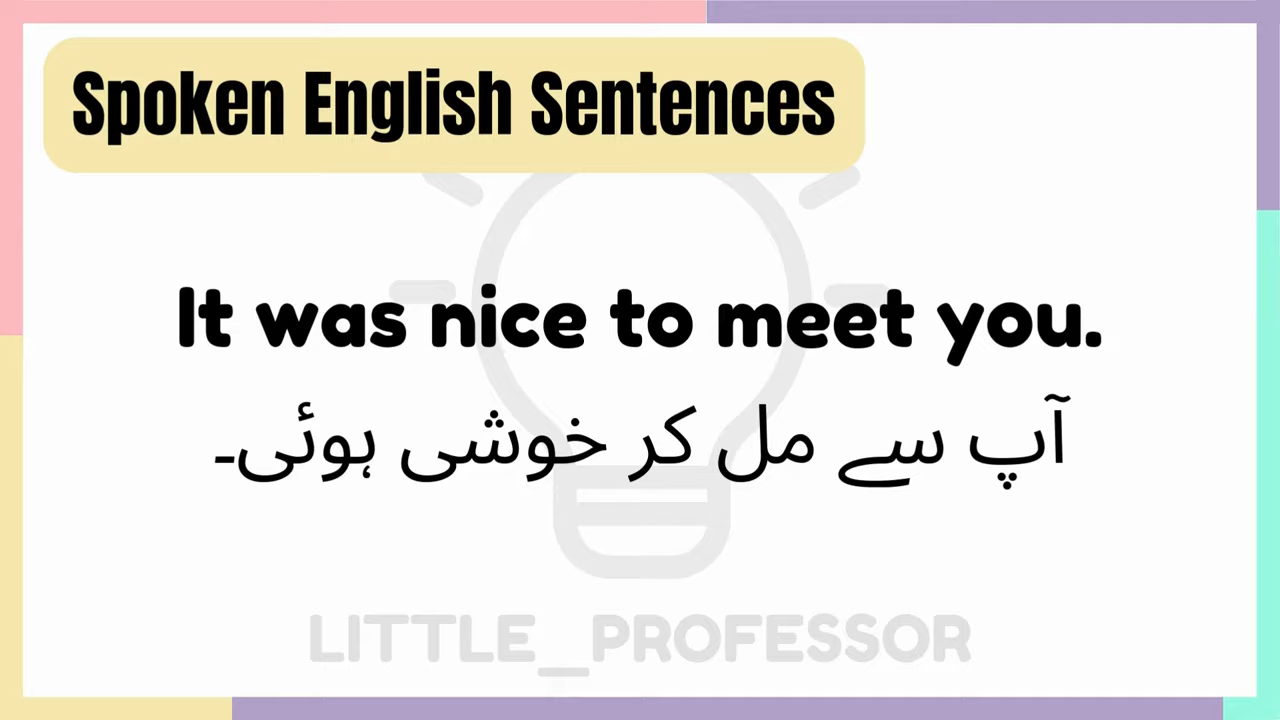 Spoken English Sentences
It was nice to meet you.
آپ سے مل کر خوشی ہوئی۔
LITTLE_PROFESSOR